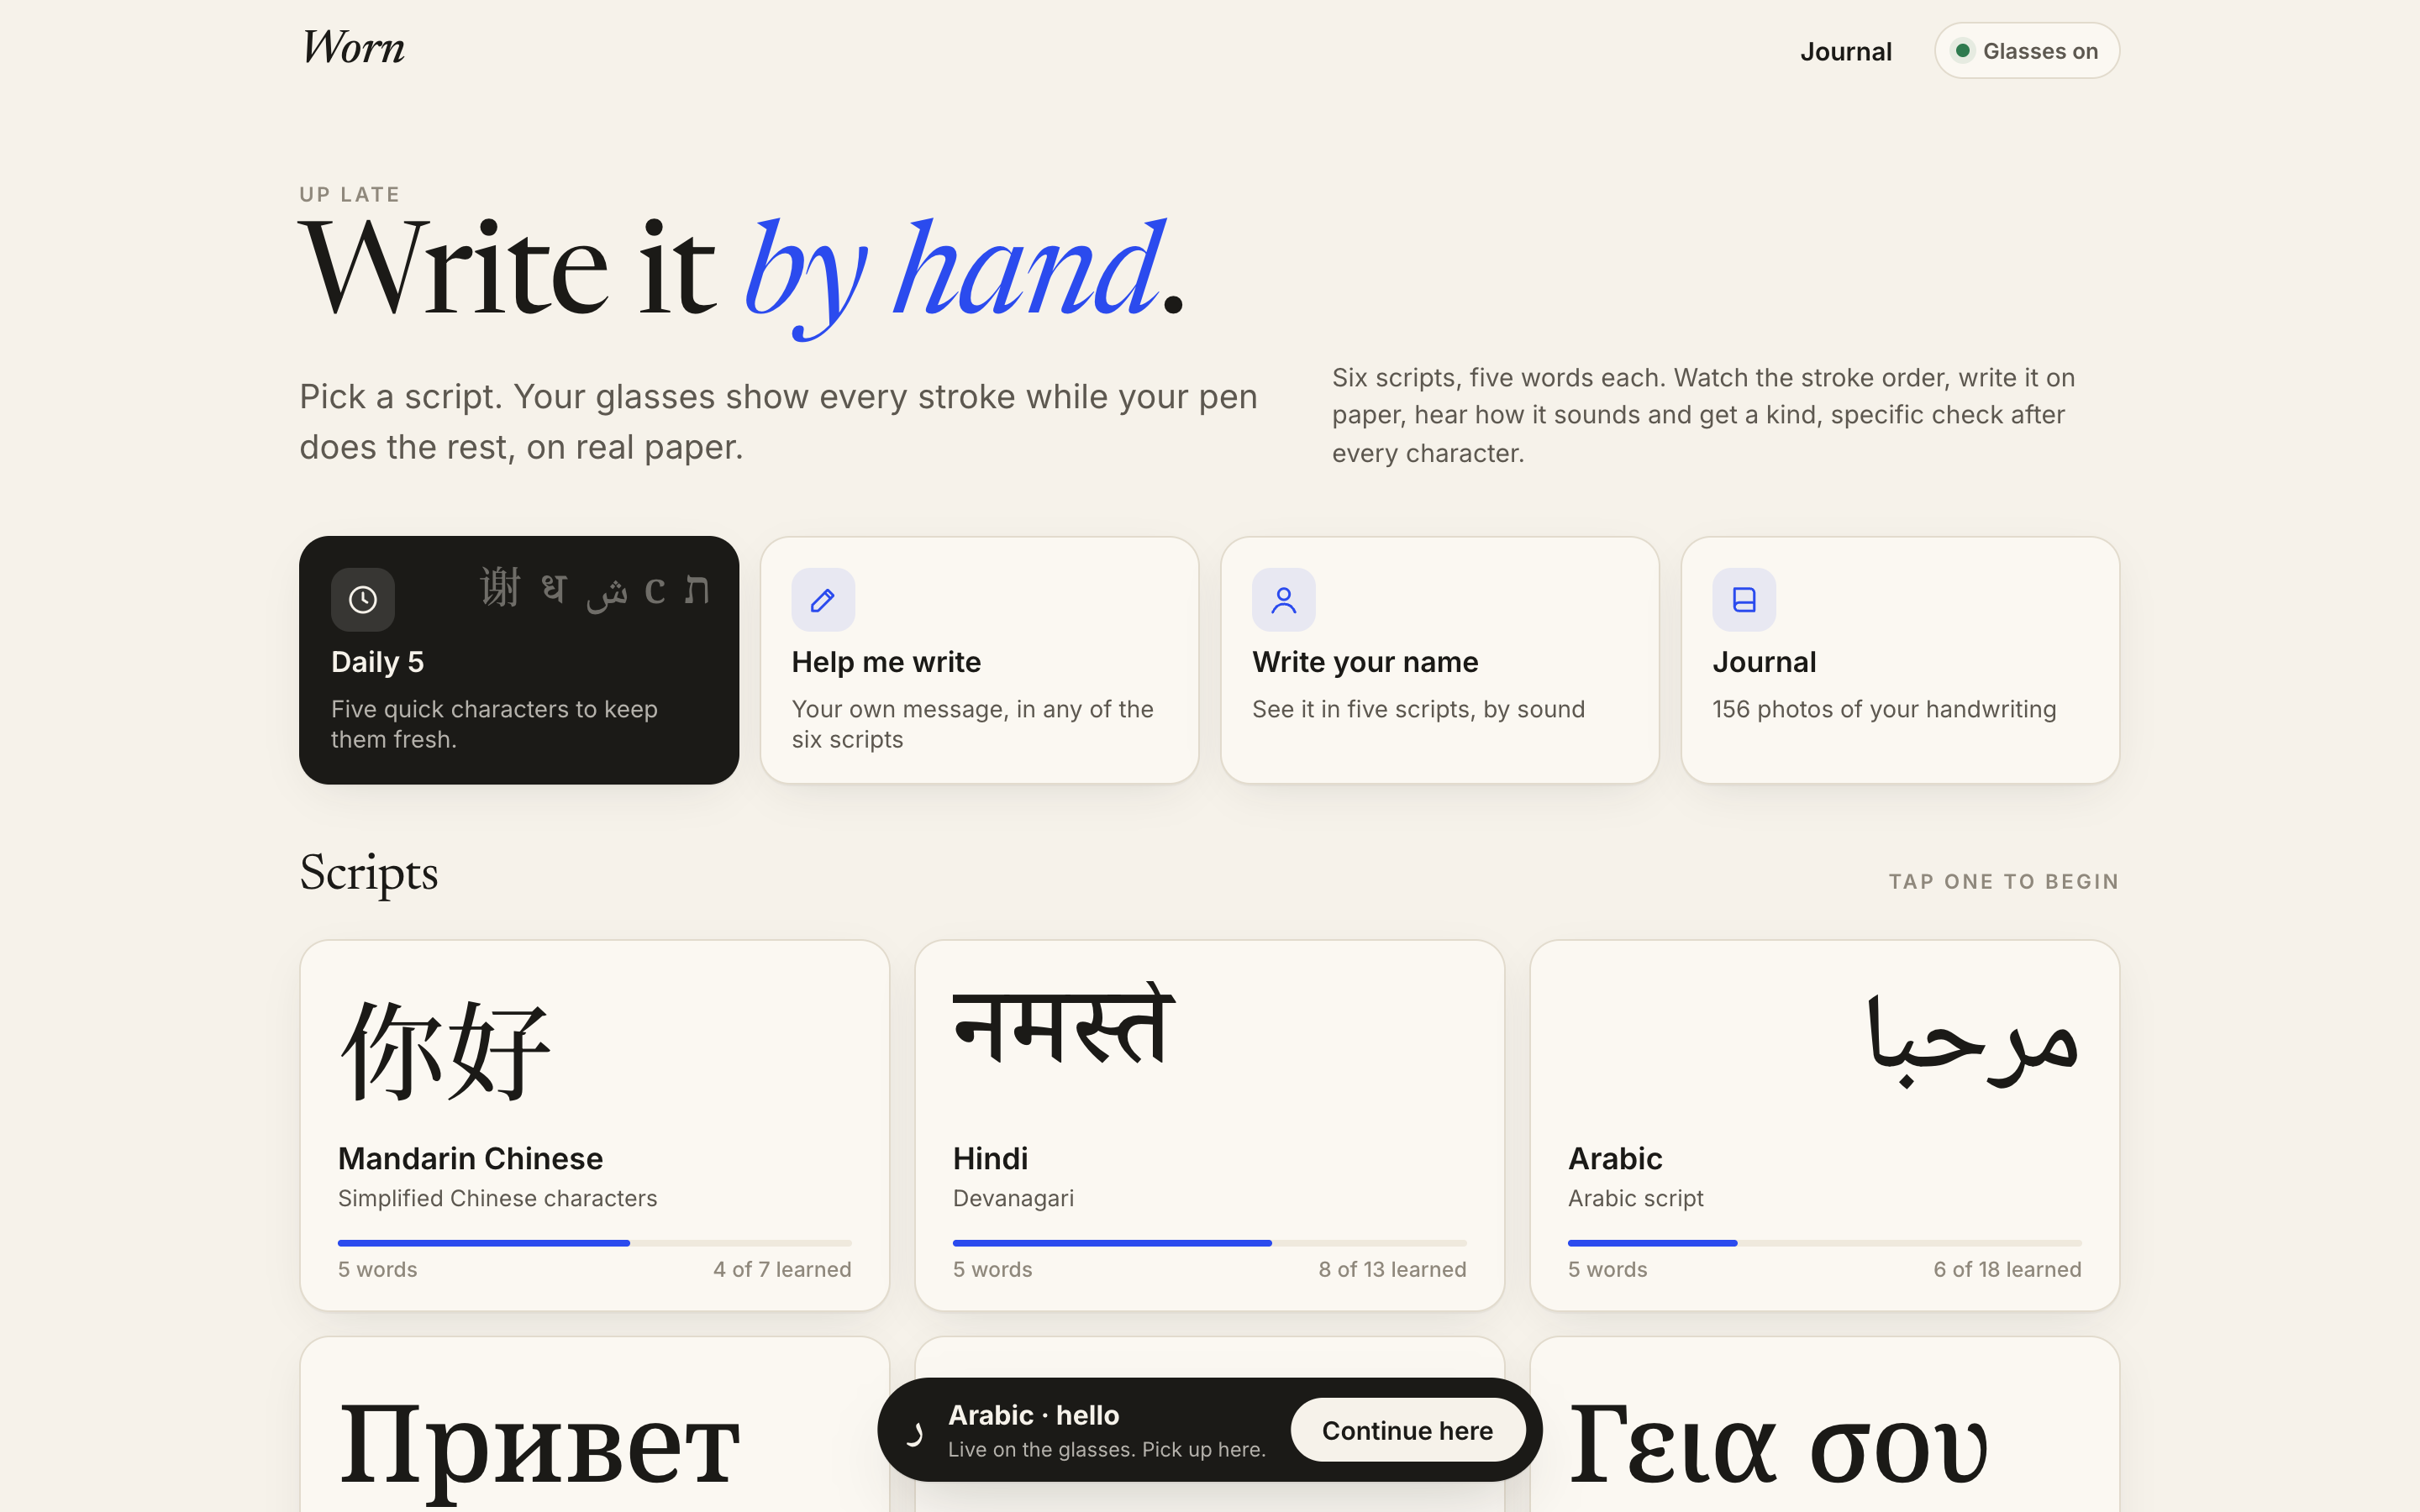 Worn
Journal
Glasses on
UP LATE
Write it by hand.
Pick a script. Your glasses show every stroke while your pen
does the rest, on real paper.
Six scripts, five words each. Watch the stroke order, write it on
paper, hear how it sounds and get a kind, specific check after
every character.
谢 ध ش с ת
Daily 5
Five quick characters to keep
them fresh.
Help me write
Your own message, in any of the
six scripts
Write your name
See it in five scripts, by sound
Journal
156 photos of your handwriting
Scripts
TAP ONE TO BEGIN
你好
Mandarin Chinese
Simplified Chinese characters
5 words
4 of 7 learned
नमस्ते
Hindi
Devanagari
5 words
8 of 13 learned
مرحبا
Arabic
Arabic script
5 words
6 of 18 learned
Привет
ر
Arabic · hello
Live on the glasses. Pick up here.
Continue here
Γεια σου